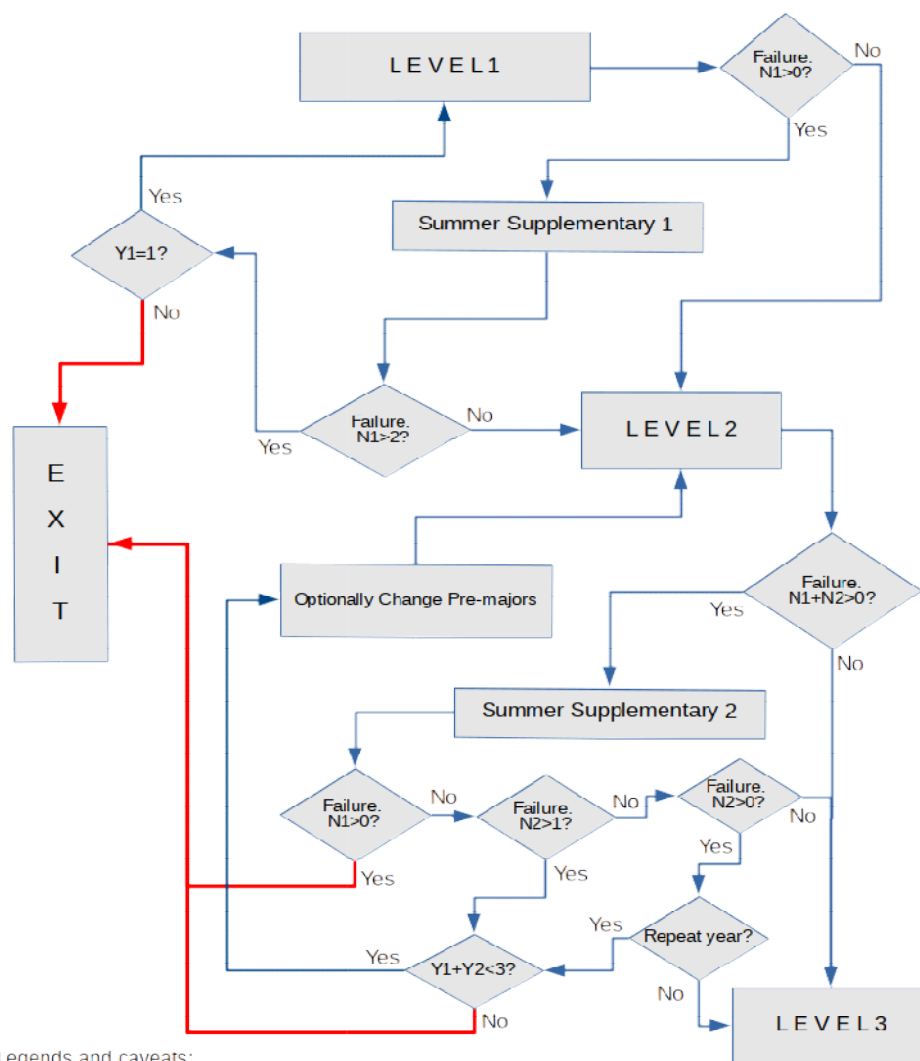 LEVEL1
Failure.
N1>0?
No
Yes
Summer Supplementary 1
Yes
Y1=1?
No
Failure.
N1>2?
Yes
No
LEVEL2
E
X
I
T
Optionally Change Pre-majors
Failure.
N1+N2>0?
Yes
No
Summer Supplementary 2
Failure.
N1>0?
No
Yes
Failure.
N2>1?
No
Yes
Failure.
N2>0?
No
Yes
Repeat year?
Yes
No
Y1+Y2<3?
Yes
No
LEVEL3
Legends and caveats: